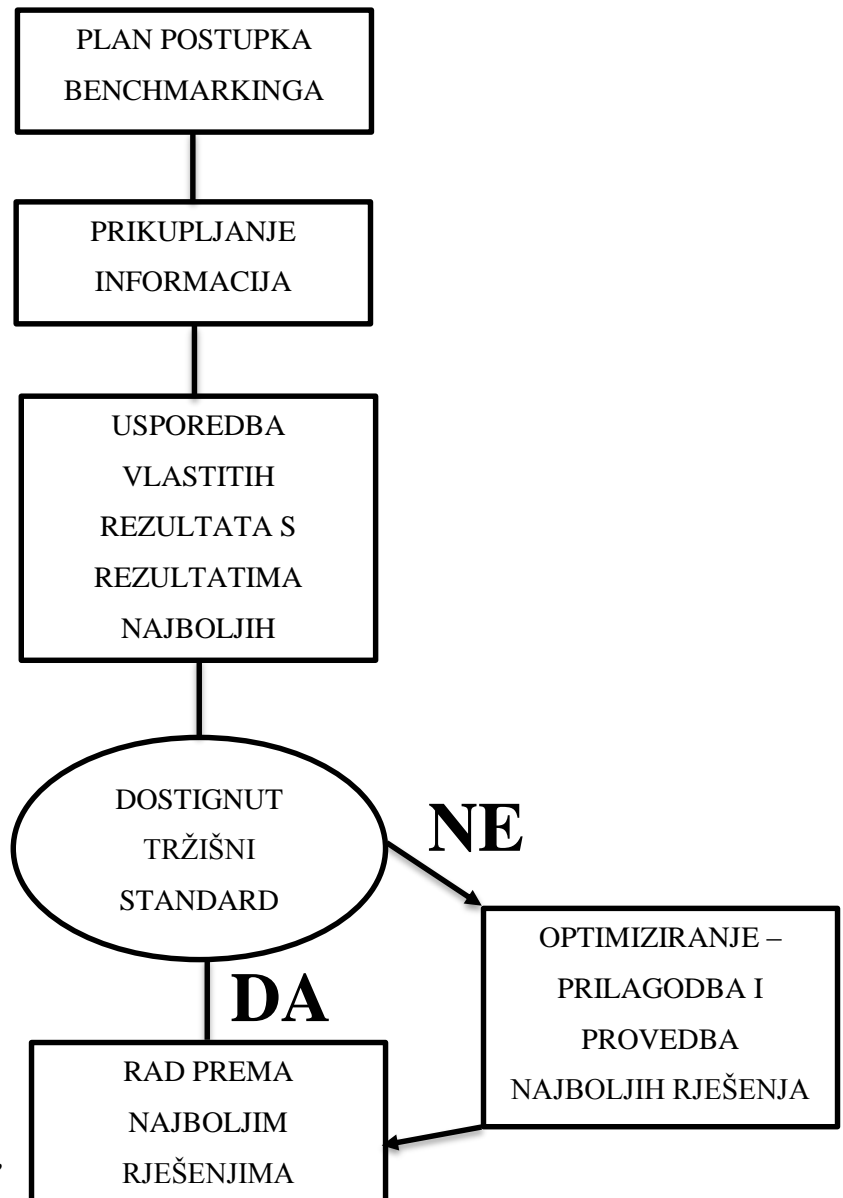 PLAN POSTUPKA
BENCHMARKINGA
PRIKUPLJANJE
INFORMACIJA
USPOREDBA
VLASTITIH
REZULTATA S
REZULTATIMA
NAJBOLJIH
DOSTIGNUT
TRŽIŠNI
STANDARD
NE
DA
OPTIMIZIRANJE –
PRILAGODBA I
PROVEDBA
NAJBOLJIH RJEŠENJA
RAD PREMA
NAJBOLJIM
RJEŠENJIMA